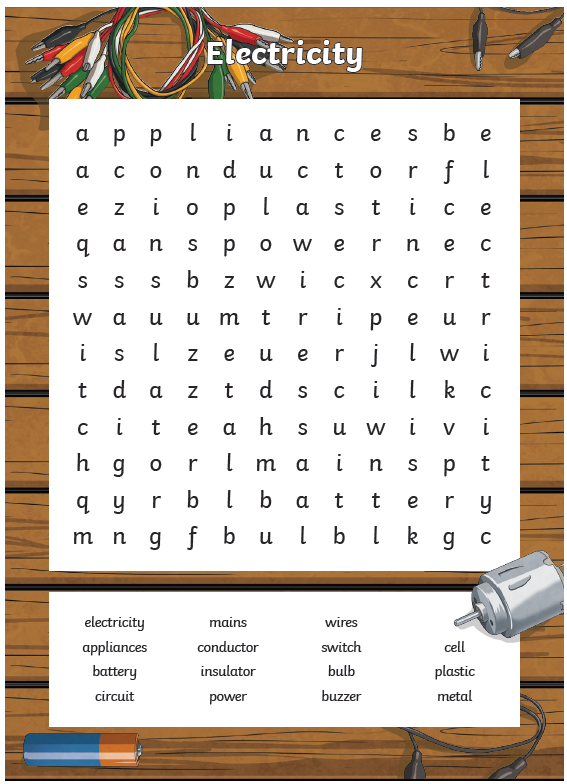 Electricity
a p p l i a n c e s b e
a c o n d u c t o r f l
e z i o p l a s t i c e
q a n s p o w e r n e c
s s s b z w i c x c r t
w a u u m t r i p e u r
i s l z e u e r j l w i
t d a z t d s c i l k c
c i t e a h s u w i v i
h g o r l m a i n s p t
q y r b l b a t t e r y
m n g f b u l b l k g c
electricity mains wires
appliances conductor switch cell
battery insulator bulb plastic
circuit power buzzer metal